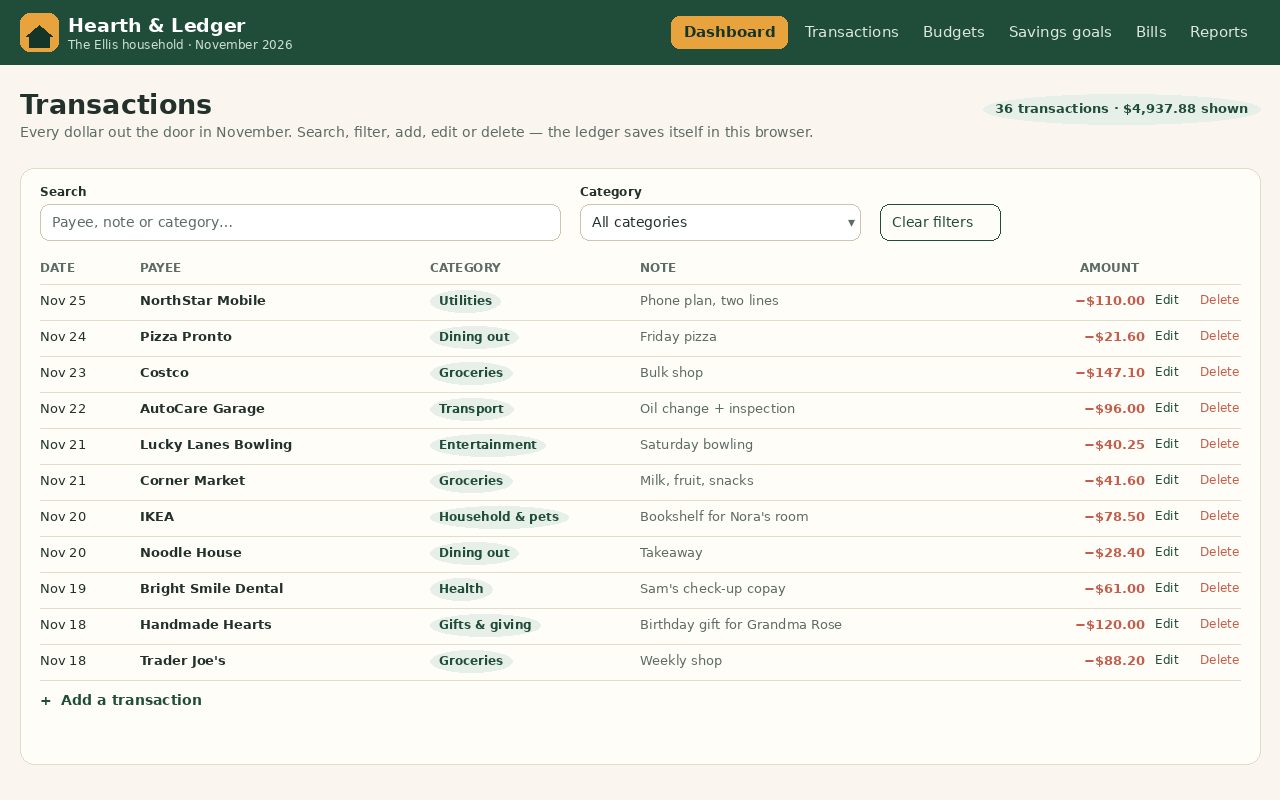 Hearth & Ledger
The Ellis household · November 2026
Dashboard Transactions Budgets Savings goals Bills Reports
Transactions
36 transactions · $4,937.88 shown
Every dollar out the door in November. Search, filter, add, edit or delete — the ledger saves itself in this browser.
Search Category
Payee, note or category... All categories ▾ Clear filters
DATE PAYEE CATEGORY NOTE AMOUNT
Nov 25 NorthStar Mobile Utilities Phone plan, two lines −$110.00 Edit Delete
Nov 24 Pizza Pronto Dining out Friday pizza −$21.60 Edit Delete
Nov 23 Costco Groceries Bulk shop −$147.10 Edit Delete
Nov 22 AutoCare Garage Transport Oil change + inspection −$96.00 Edit Delete
Nov 21 Lucky Lanes Bowling Entertainment Saturday bowling −$40.25 Edit Delete
Nov 21 Corner Market Groceries Milk, fruit, snacks −$41.60 Edit Delete
Nov 20 IKEA Household & pets Bookshelf for Nora's room −$78.50 Edit Delete
Nov 20 Noodle House Dining out Takeaway −$28.40 Edit Delete
Nov 19 Bright Smile Dental Health Sam's check-up copay −$61.00 Edit Delete
Nov 18 Handmade Hearts Gifts & giving Birthday gift for Grandma Rose −$120.00 Edit Delete
Nov 18 Trader Joe's Groceries Weekly shop −$88.20 Edit Delete
+ Add a transaction